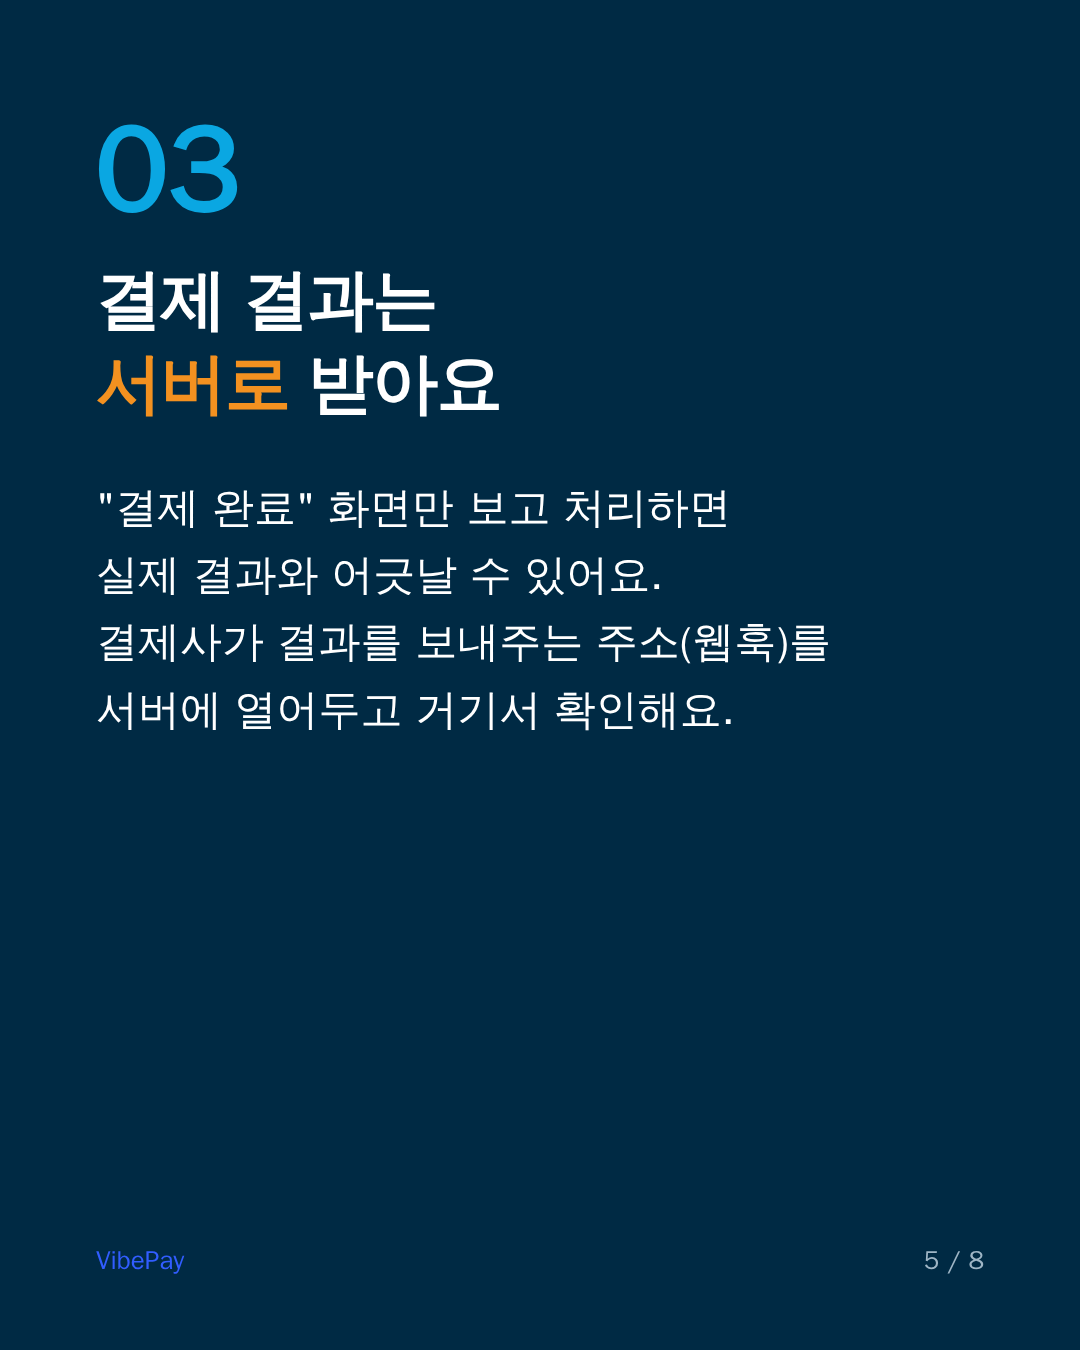 03
결제 결과는
서버로 받아요
"결제 완료" 화면만 보고 처리하면
실제 결과와 어긋날 수 있어요.
결제사가 결과를 보내주는 주소(웹훅)를
서버에 열어두고 거기서 확인해요.
VibePay
5 / 8